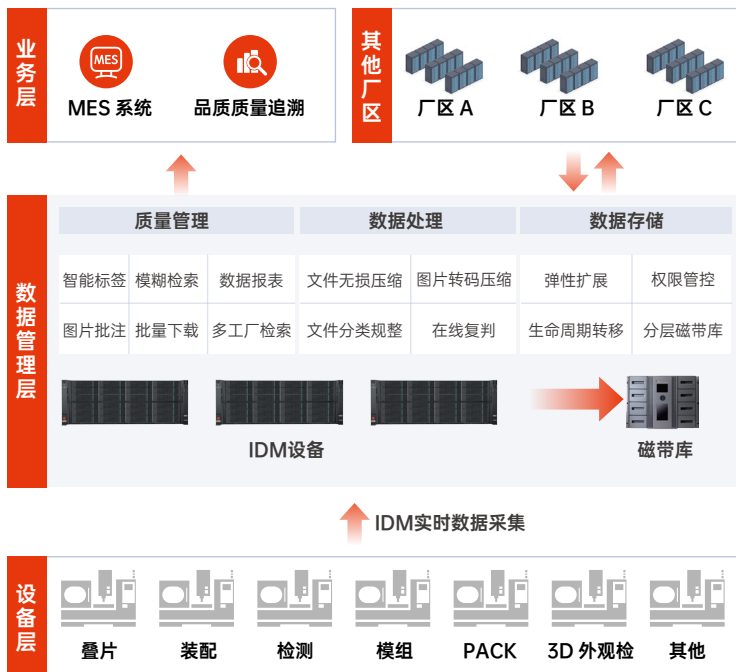 业务层
MES
MES 系统
品质质量追溯
其他厂区
厂区 A
厂区 B
厂区 C
数据管理层
质量管理
数据处理
数据存储
智能标签 模糊检索 数据报表 文件无损压缩 图片转码压缩 弹性扩展 权限管控
图片批注 批量下载 多工厂检索 文件分类规整 在线复判 生命周期转移 分层磁带库
IDM设备
磁带库
IDM实时数据采集
设备层
叠片
装配
检测
模组
PACK
3D 外观检
其他